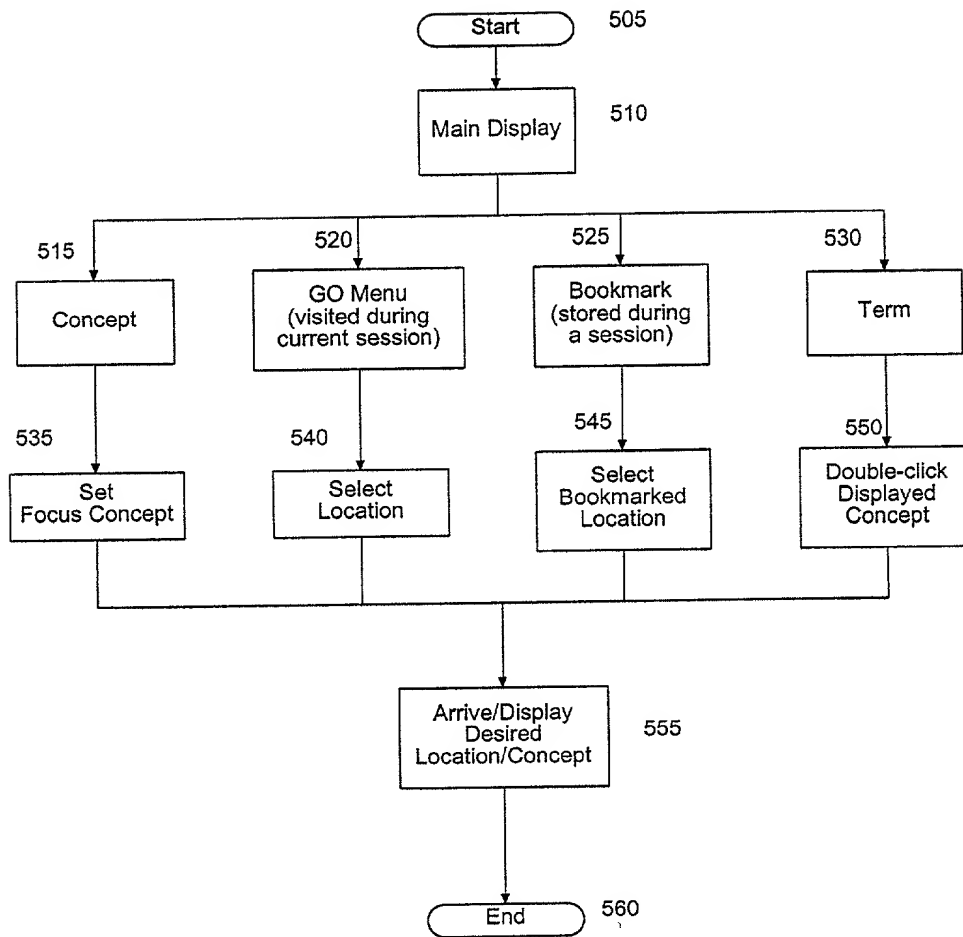 Start
505
Main Display
510
515
520
525
530
Concept
GO Menu
(visited during
current session)
Bookmark
(stored during
a session)
Term
535
540
545
550
Set
Focus Concept
Select
Location
Select
Bookmarked
Location
Double-click
Displayed
Concept
Arrive/Display
Desired
Location/Concept
555
End
560